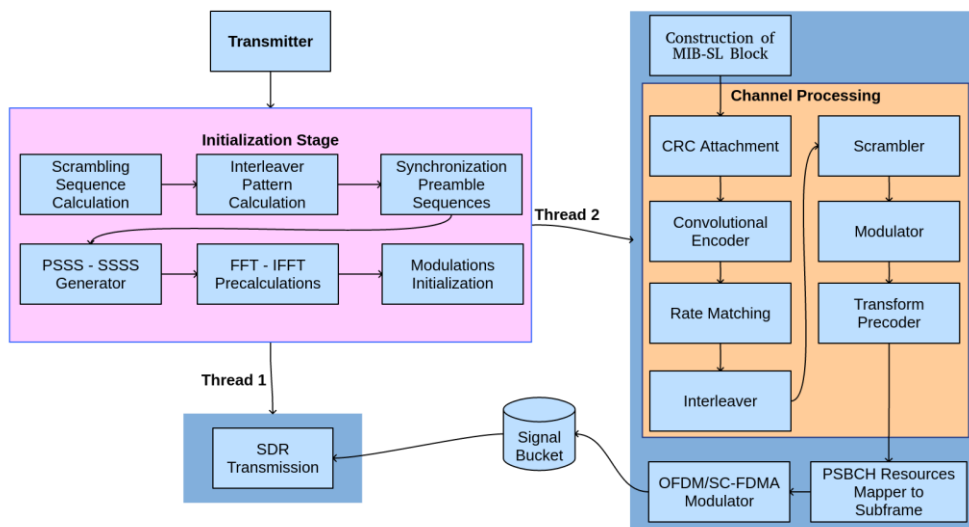 Transmitter
Initialization Stage
Scrambling
Sequence
Calculation
Interleaver
Pattern
Calculation
Synchronization
Preamble
Sequences
PSSS - SSSS
Generator
FFT - IFFT
Precalculations
Modulations
Initialization
Thread 1
SDR
Transmission
Thread 2
Construction of
MIB-SL Block
Channel Processing
CRC Attachment
Convolutional
Encoder
Rate Matching
Interleaver
Scrambler
Modulator
Transform
Precoder
PSBCH Resources
Mapper to
Subframe
OFDM/SC-FDMA
Modulator
Signal
Bucket